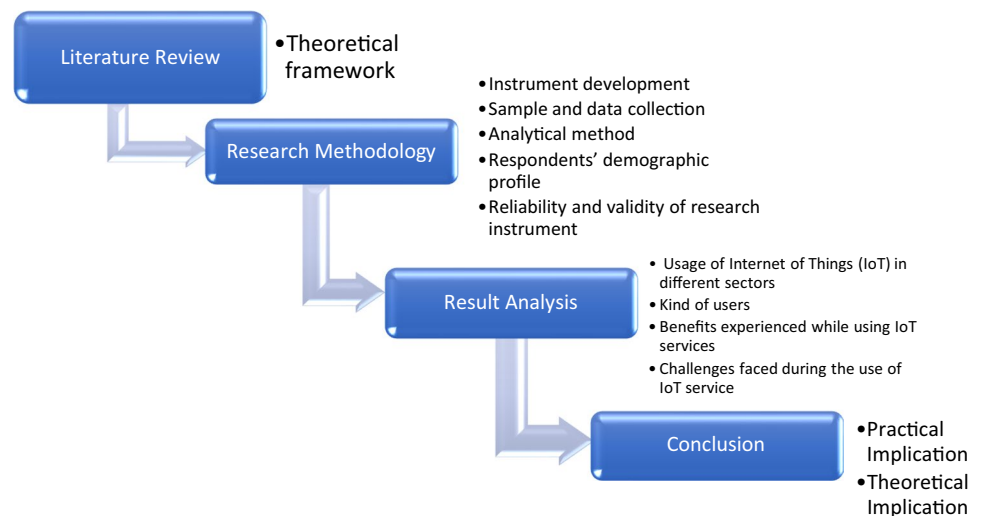 Literature Review
•Theoretical
framework
Research Methodology
•Instrument development
•Sample and data collection
•Analytical method
•Respondents’ demographic
profile
•Reliability and validity of research
instrument
Result Analysis
• Usage of Internet of Things (IoT) in
different sectors
•Kind of users
•Benefits experienced while using IoT
services
•Challenges faced during the use of
IoT service
Conclusion
•Practical
Implication
•Theoretical
Implication